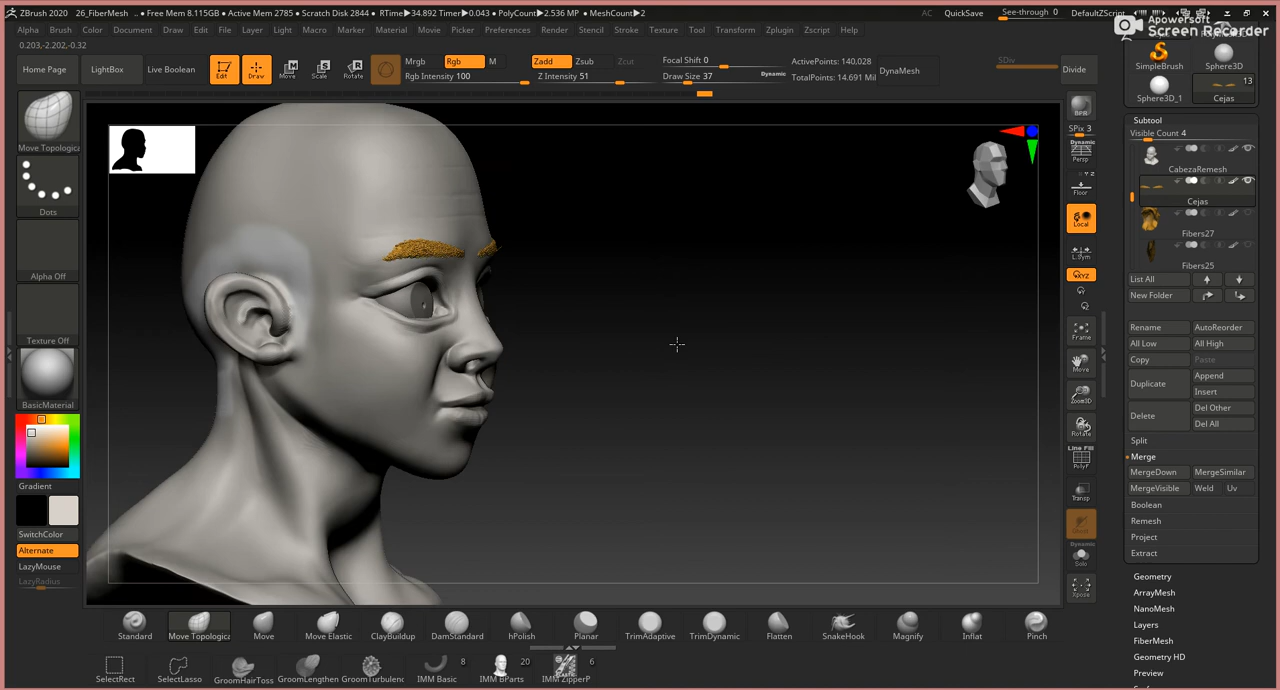 ZBrush 2020 26_FiberMesh .. • Free Mem 8.115GB • Active Mem 2785 • Scratch Disk 2844 • RTime▶34.892 Timer▶0.043 • PolyCount▶2.536 MP • MeshCount▶2 AC QuickSave See-through 0 DefaultZScript
Alpha Brush Color Document Draw Edit File Layer Light Macro Marker Material Movie Picker Preferences Render Stencil Stroke Texture Tool Transform Zplugin Zscript Help
Apowersoft
Screen Recorder
0.203,-2.202,-0.32
Home Page LightBox Live Boolean Edit Draw Move Scale Rotate
Mrgb Rgb M
Rgb Intensity 100
Zadd Zsub Zcut
Z Intensity 51
Focal Shift 0
Draw Size 37 Dynamic
ActivePoints: 140,028
TotalPoints: 14.691 Mil
DynaMesh
SDiv
Divide
SimpleBrush Sphere3D
Sphere3D_1 13 Cejas
Move Topologica
Dots
Alpha Off
Texture Off
BasicMaterial
Gradient
SwitchColor
Alternate
LazyMouse
LazyRadius
BPR
SPix 3
Dynamic
Persp
Floor
Local
L.Sym
XYZ
Frame
Move
Zoom3D
Rotate
Line Fill
PolyF
Transp
Ghost
Dynamic
Solo
Xpose
Subtool
Visible Count 4
CabezaRemesh
Cejas
Fibers27
Fibers25
List All
New Folder
Rename AutoReorder
All Low All High
Copy Paste
Duplicate Append
Insert
Delete Del Other
Del All
Split
Merge
MergeDown MergeSimilar
MergeVisible Weld Uv
Boolean
Remesh
Project
Extract
Geometry
ArrayMesh
NanoMesh
Layers
FiberMesh
Geometry HD
Preview
Standard Move Topologica Move Move Elastic ClayBuildup DamStandard hPolish Planar TrimAdaptive TrimDynamic Flatten SnakeHook Magnify Inflat Pinch
8 20 6
SelectRect SelectLasso GroomHairToss GroomLengthen GroomTurbulenc IMM Basic IMM BParts IMM ZipperP